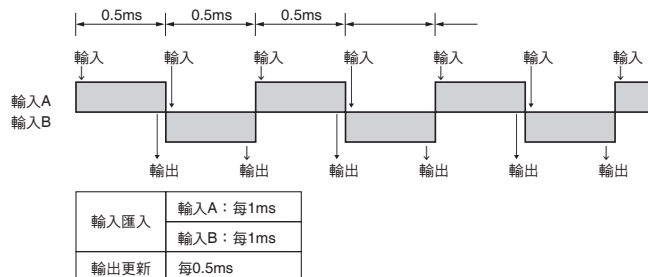 0.5ms 0.5ms 0.5ms
輸入 輸入 輸入 輸入 輸入 輸入 輸入
輸入A
輸入B
輸出 輸出 輸出 輸出 輸出 輸出
輸入匯入 輸入A：每1ms
輸入B：每1ms
輸出更新 每0.5ms